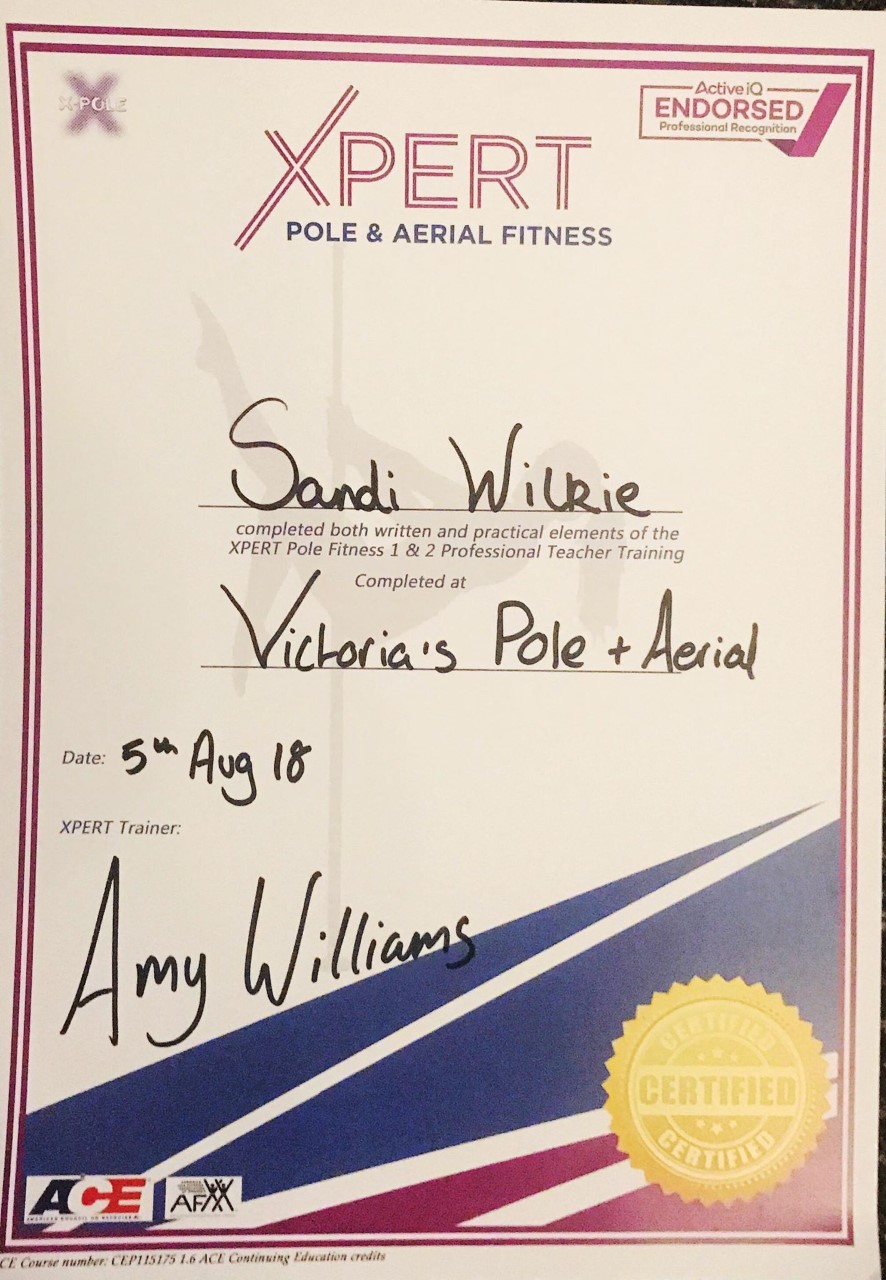 X-POLE
Active iQ
ENDORSED
Professional Recognition
XPERT
POLE & AERIAL FITNESS
Sandi Wilkie
completed both written and practical elements of the
XPERT Pole Fitness 1 & 2 Professional Teacher Training
Completed at
Victoria's Pole + Aerial
Date: 5th Aug 18
XPERT Trainer:
Amy Williams
CERTIFIED
CERTIFIED
CERTIFIED
ACE
AFAA
CE Course number: CEP115175 1.6 ACE Continuing Education credits